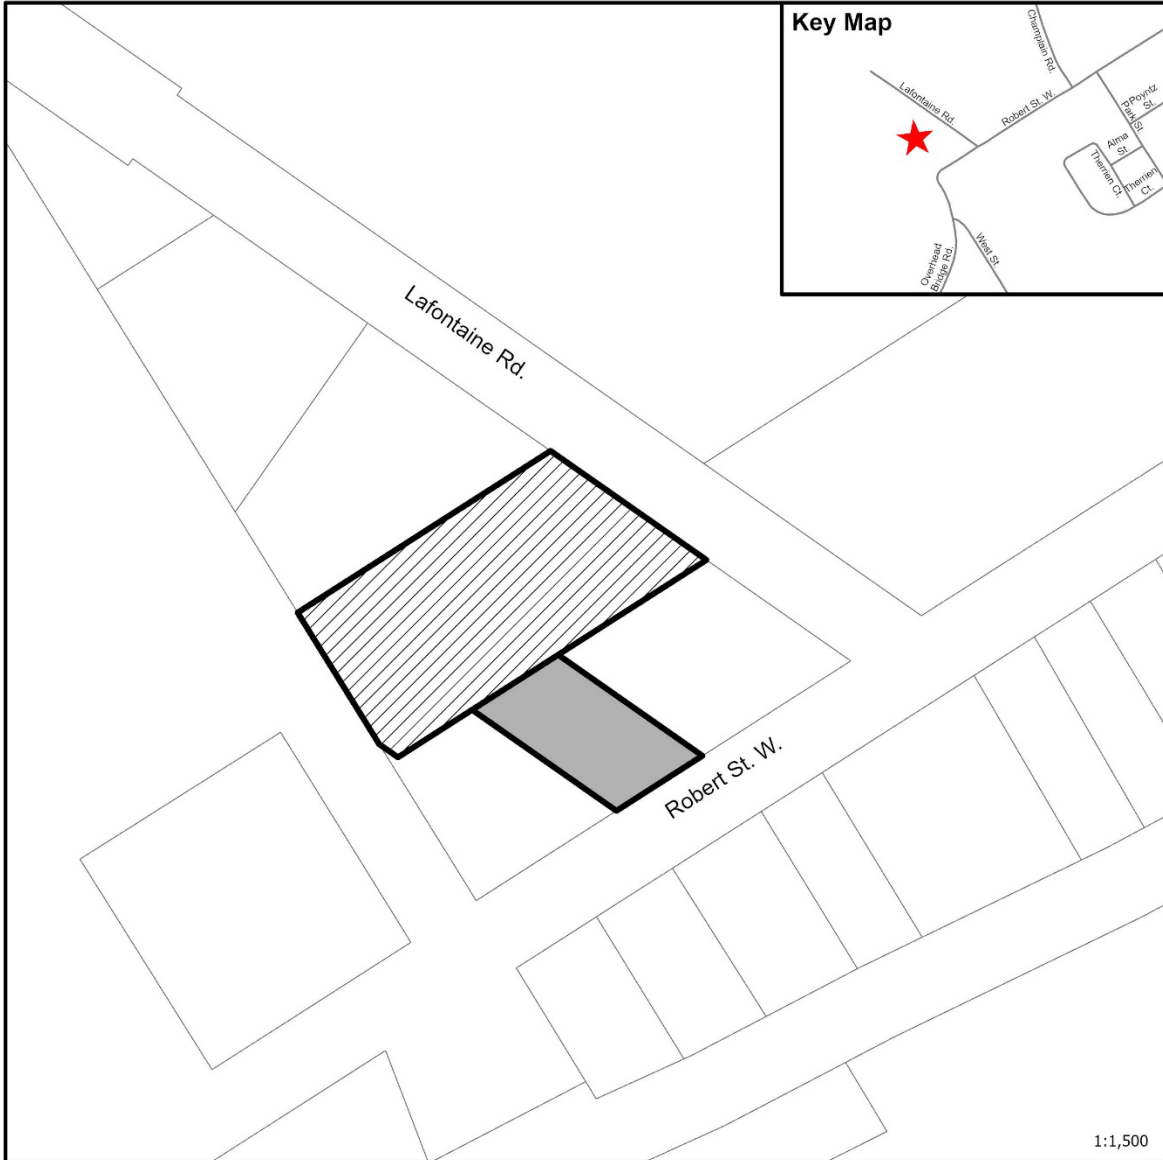 Key Map
Champlain Rd.
Lafontaine Rd.
Robert St. W.
Poyntz
St.
Park St.
Alma
St.
Therrien Ct.
Therrien
Ct.
West St.
Overhead
Bridge Rd.
Lafontaine Rd.
Robert St. W.
1:1,500